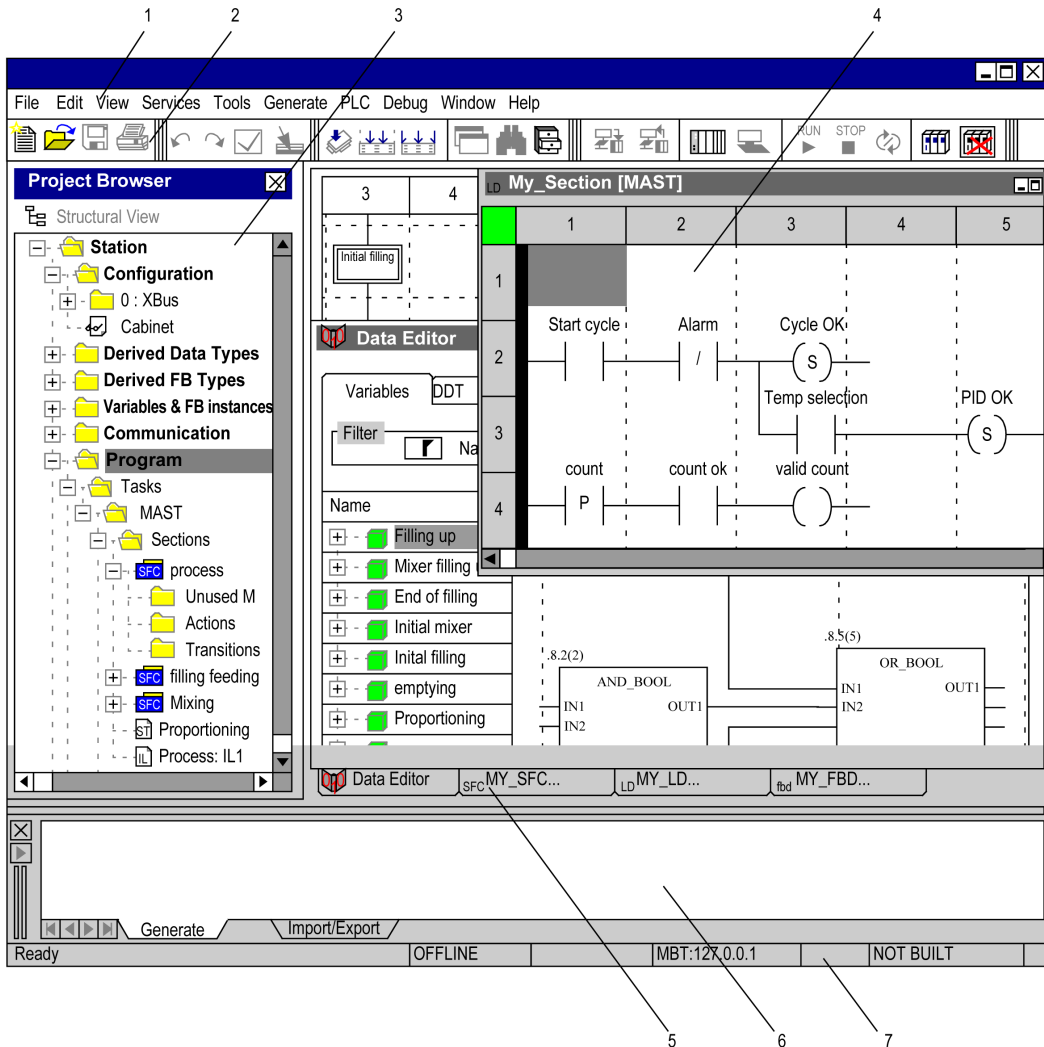 1 2 3 4
File Edit View Services Tools Generate PLC Debug Window Help
RUN STOP
Project Browser
Structural View
Station
Configuration
0 : XBus
Cabinet
Derived Data Types
Derived FB Types
Variables & FB instances
Communication
Program
Tasks
MAST
Sections
SFC process
Unused M
Actions
Transitions
SFC filling feeding
SFC Mixing
ST Proportioning
IL Process: IL1
3 4
Initial filling
Data Editor
Variables DDT
Filter
Na
Name
Filling up
Mixer filling
End of filling
Initial mixer
Inital filling
emptying
Proportioning
LD My_Section [MAST]
1 2 3 4 5
1
Start cycle Alarm Cycle OK
2 / S
Temp selection PID OK
3 S
count count ok valid count
4 P
.8.2(2)
AND_BOOL
IN1 OUT1
IN2
.8.5(5)
OR_BOOL
IN1 OUT1
IN2
Data Editor SFC MY_SFC... LD MY_LD... fbd MY_FBD...
Generate Import/Export
Ready OFFLINE MBT:127.0.0.1 NOT BUILT
5 6 7